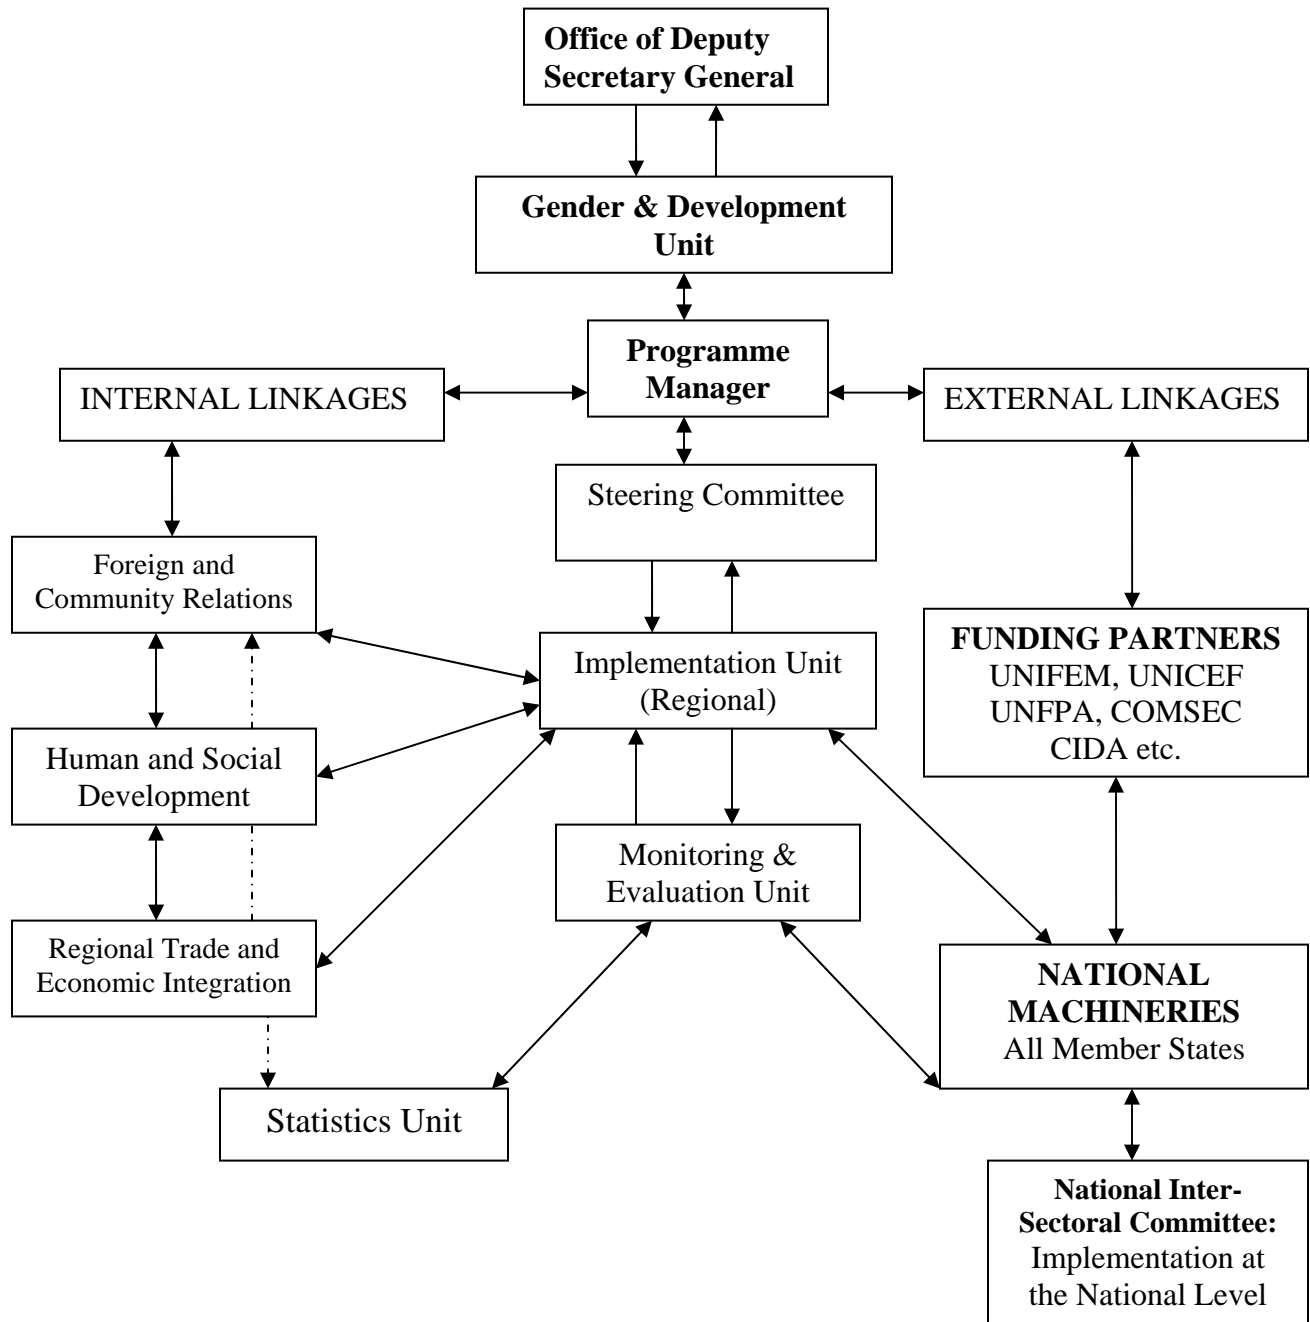 Office of Deputy
Secretary General
Gender & Development
Unit
Programme
Manager
INTERNAL LINKAGES
EXTERNAL LINKAGES
Steering Committee
Foreign and
Community Relations
Implementation Unit
(Regional)
FUNDING PARTNERS
UNIFEM, UNICEF
UNFPA, COMSEC
CIDA etc.
Human and Social
Development
Monitoring &
Evaluation Unit
Regional Trade and
Economic Integration
NATIONAL
MACHINERIES
All Member States
Statistics Unit
National Inter-
Sectoral Committee:
Implementation at
the National Level